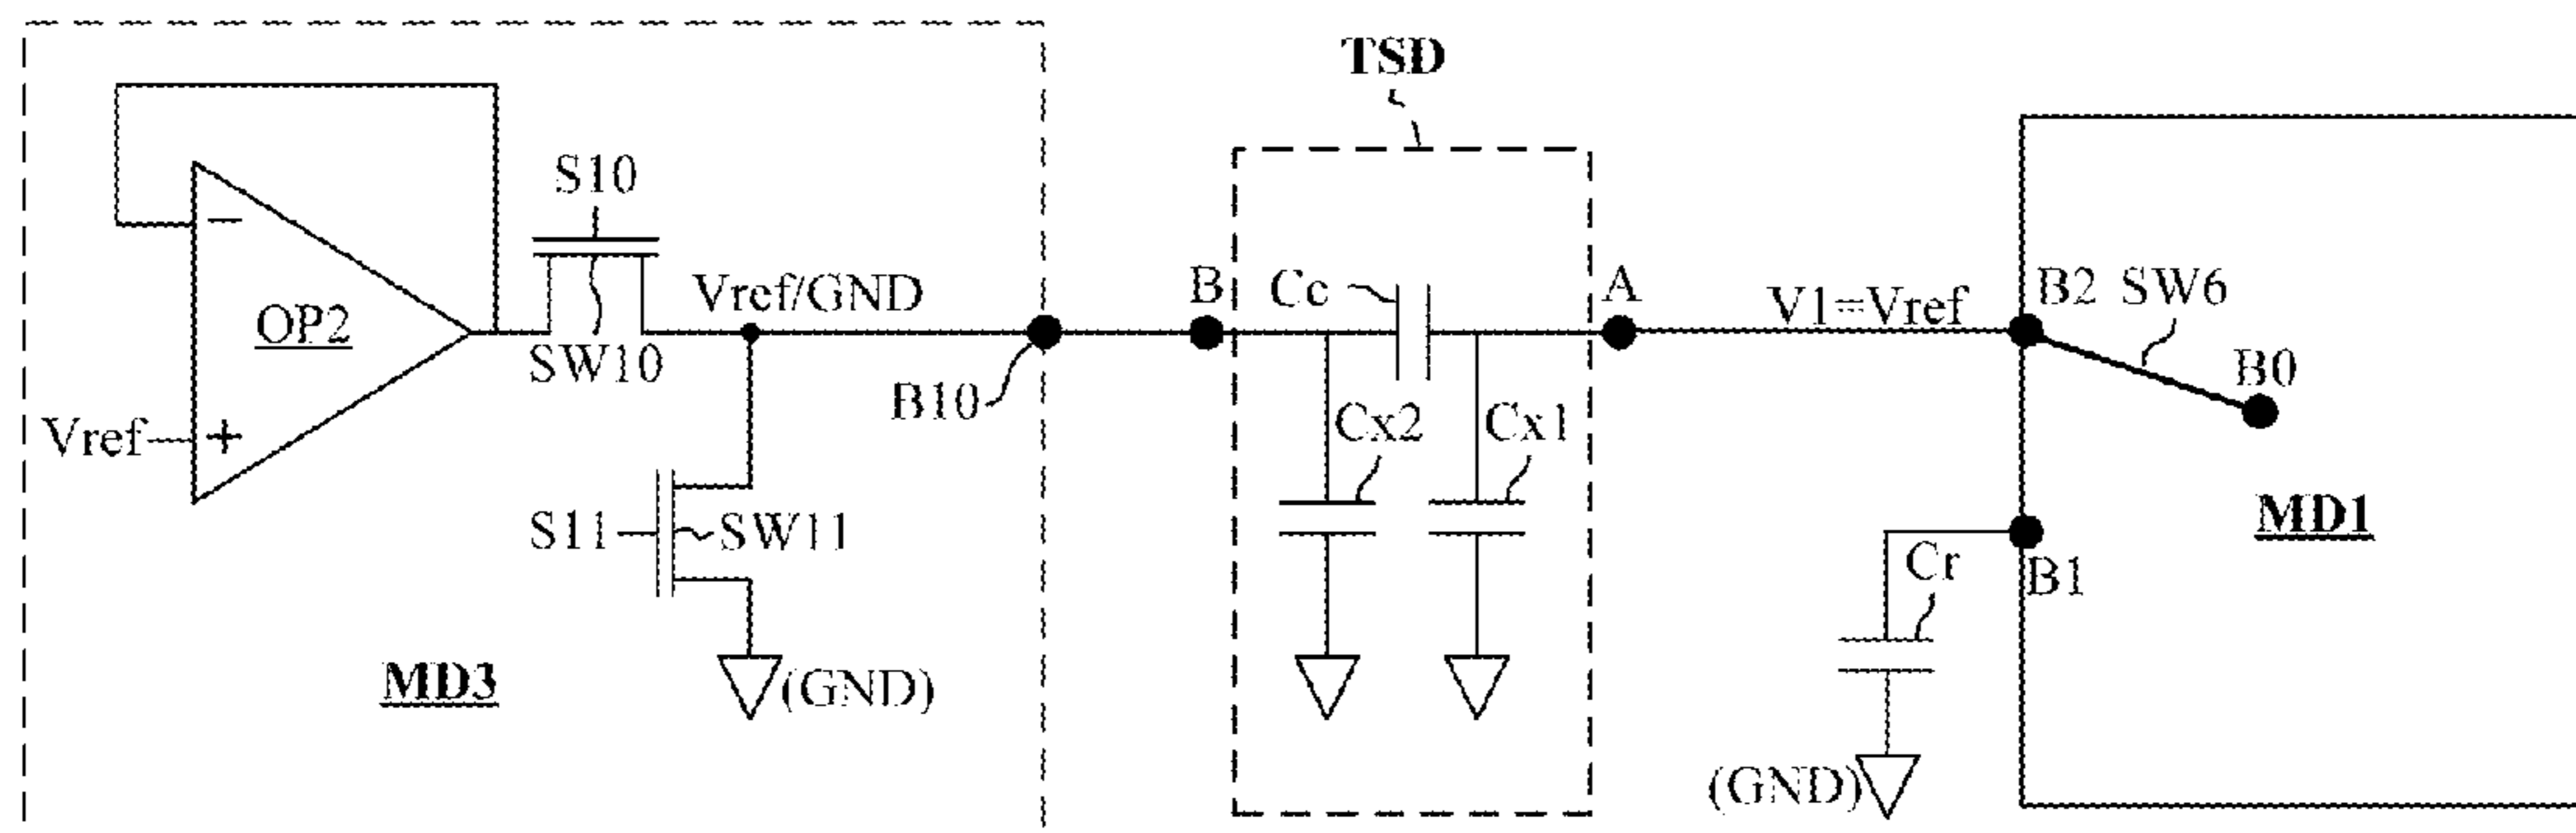 TSD
S10
−
Vref/GND
B
Cc
A
V1=Vref
B2 SW6
OP2
SW10
B0
B10
Cx2
Cx1
Vref
+
S11
SW11
MD1
Cr
B1
MD3
(GND)
(GND)